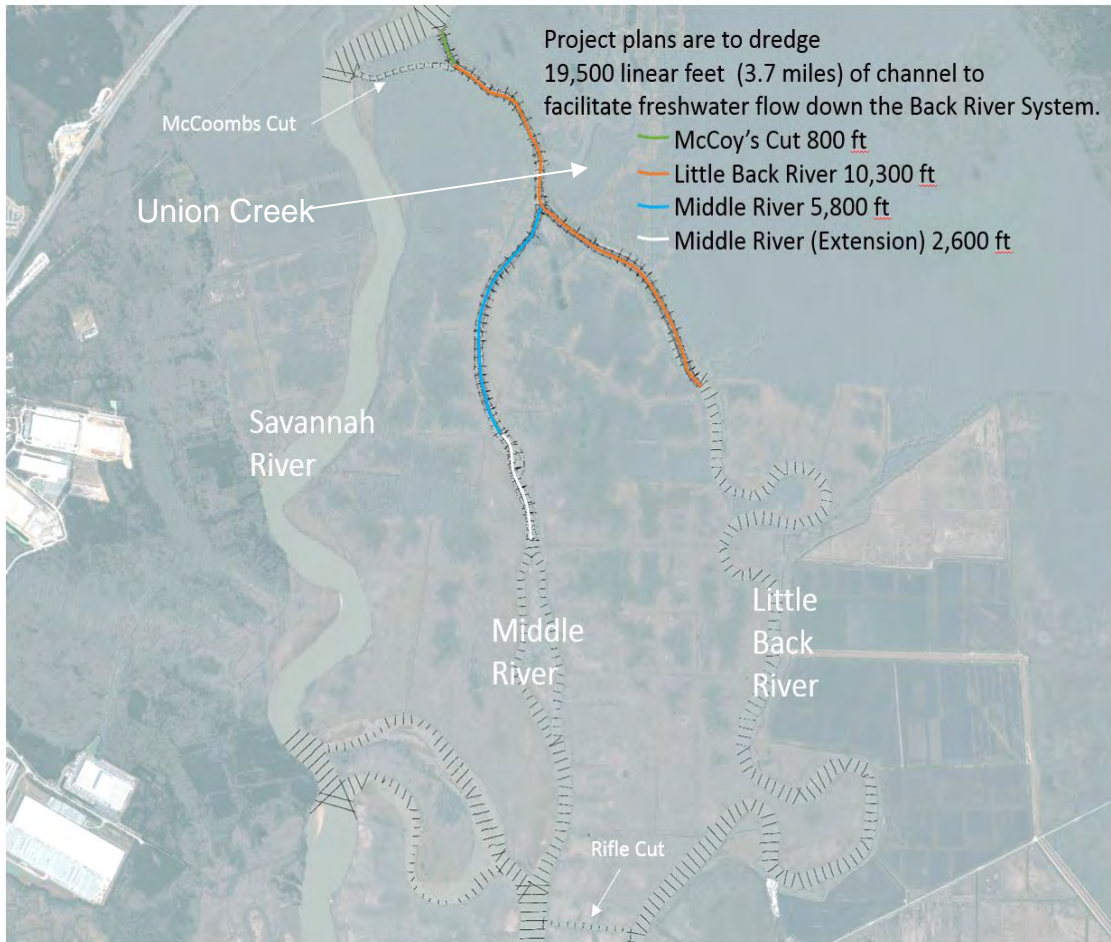 Project plans are to dredge
19,500 linear feet  (3.7 miles) of channel to
facilitate freshwater flow down the Back River System.
McCoy's Cut 800 ft
Little Back River 10,300 ft
Middle River 5,800 ft
Middle River (Extension) 2,600 ft
McCoombs Cut
Union Creek
Savannah
River
Middle
River
Little
Back
River
Rifle Cut